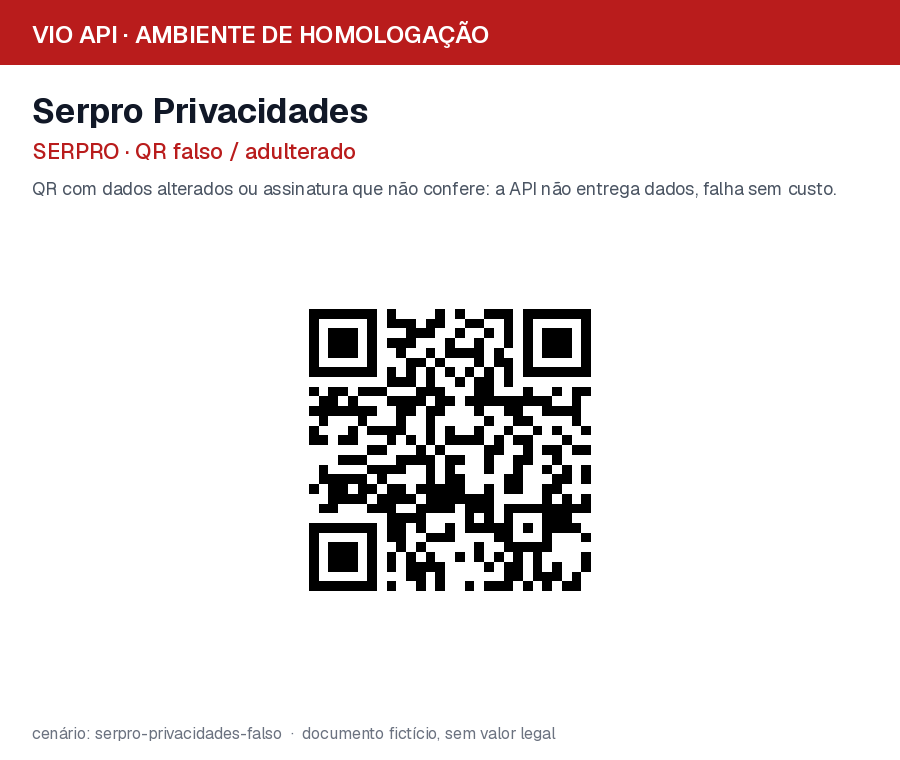 VIO API · AMBIENTE DE HOMOLOGAÇÃO
Serpro Privacidades
SERPRO · QR falso / adulterado
QR com dados alterados ou assinatura que não confere: a API não entrega dados, falha sem custo.
cenário: serpro-privacidades-falso · documento fictício, sem valor legal